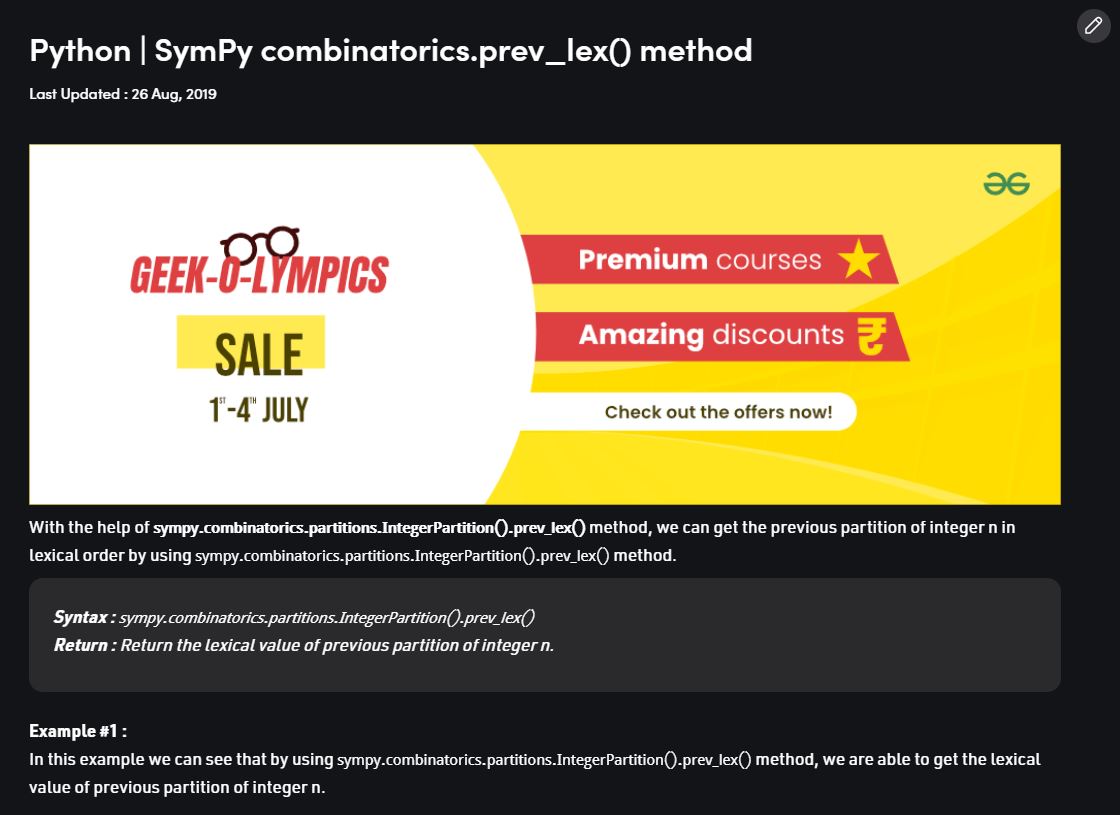 Python | SymPy combinatorics.prev_lex() method
Last Updated : 26 Aug, 2019
GEEK-O-LYMPICS
SALE
1ST-4TH JULY
Premium courses
Amazing discounts
Check out the offers now!
With the help of sympy.combinatorics.partitions.IntegerPartition().prev_lex() method, we can get the previous partition of integer n in
lexical order by using sympy.combinatorics.partitions.IntegerPartition().prev_lex() method.
Syntax : sympy.combinatorics.partitions.IntegerPartition().prev_lex()
Return : Return the lexical value of previous partition of integer n.
Example #1 :
In this example we can see that by using sympy.combinatorics.partitions.IntegerPartition().prev_lex() method, we are able to get the lexical
value of previous partition of integer n.